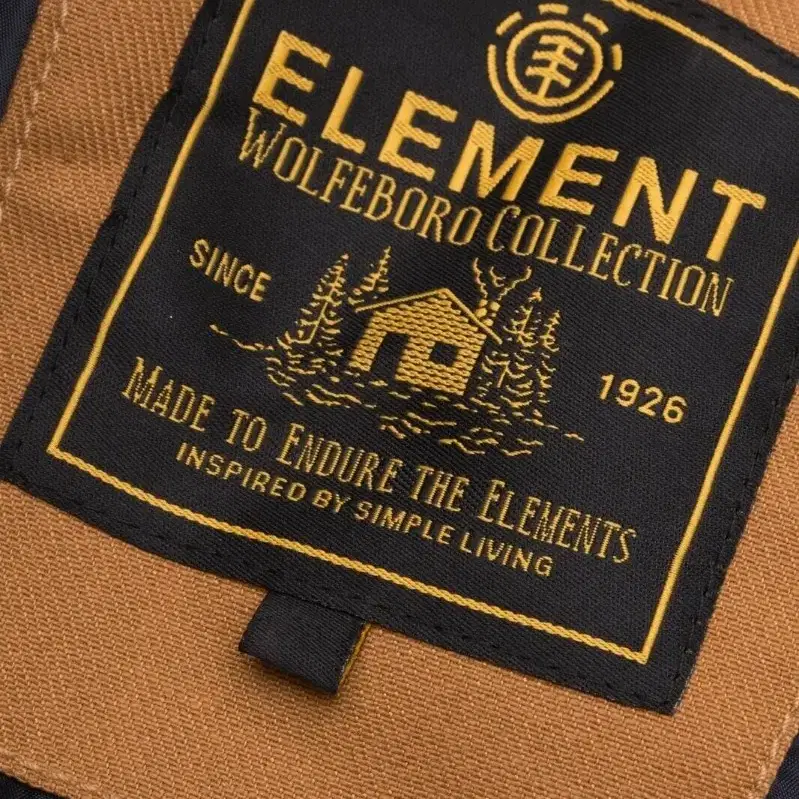 ELEMENT
WOLFEBORO COLLECTION
SINCE
1926
MADE TO ENDURE THE ELEMENTS
INSPIRED BY SIMPLE LIVING